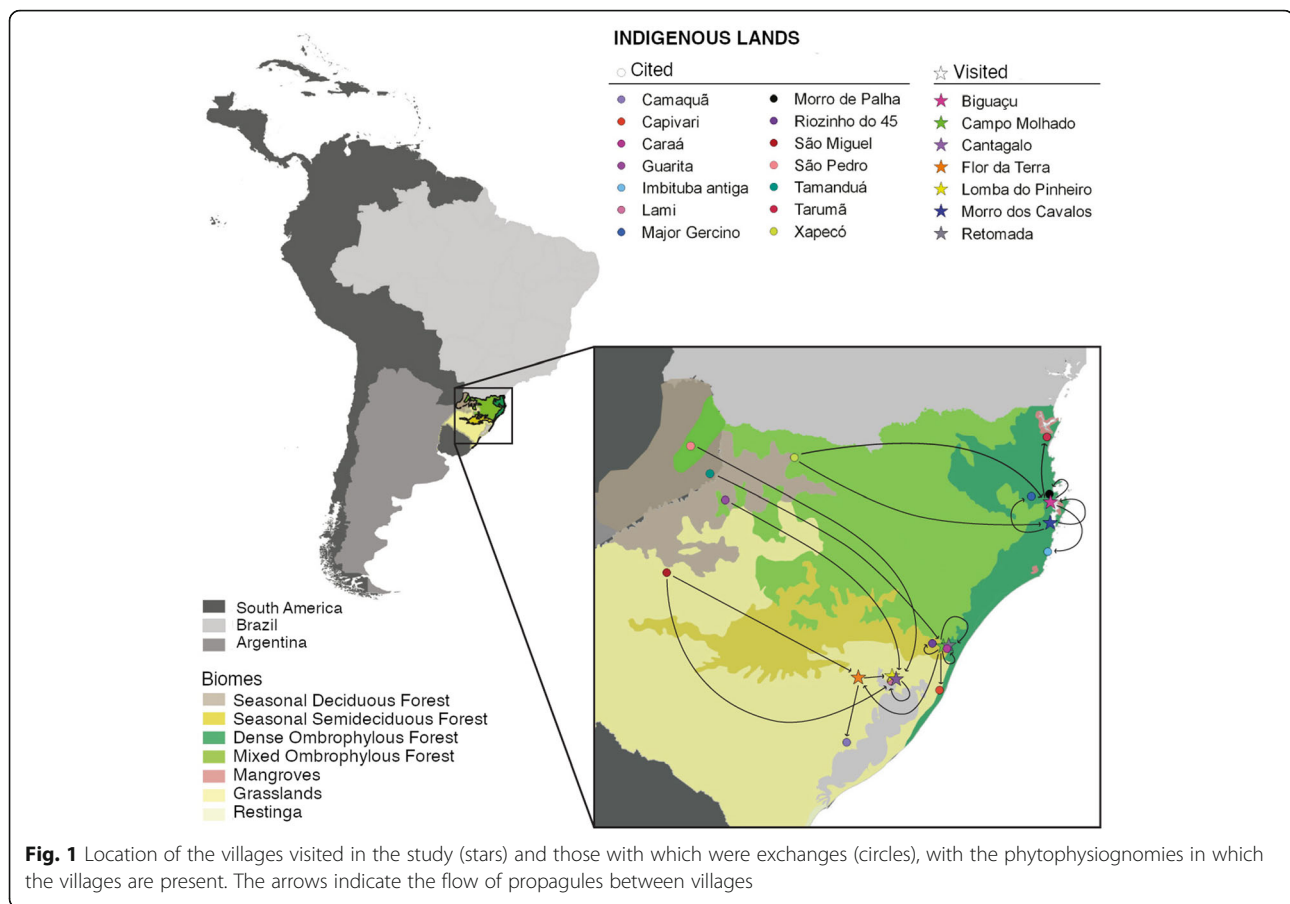 INDIGENOUS LANDS
Cited
Camaquã
Capivari
Caraá
Guarita
Imbituba antiga
Lami
Major Gercino
Morro de Palha
Riozinho do 45
São Miguel
São Pedro
Tamanduá
Tarumã
Xapecó
Visited
Biguaçu
Campo Molhado
Cantagalo
Flor da Terra
Lomba do Pinheiro
Morro dos Cavalos
Retomada
South America
Brazil
Argentina
Biomes
Seasonal Deciduous Forest
Seasonal Semideciduous Forest
Dense Ombrophylous Forest
Mixed Ombrophylous Forest
Mangroves
Grasslands
Restinga
Fig. 1 Location of the villages visited in the study (stars) and those with which were exchanges (circles), with the phytophysiognomies in which
the villages are present. The arrows indicate the flow of propagules between villages